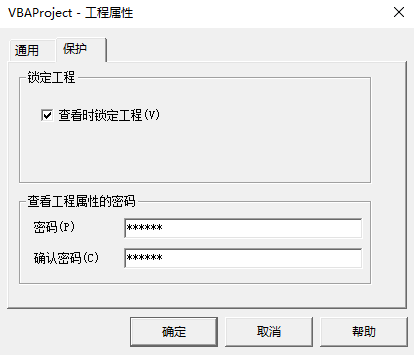 VBAProject - 工程属性
通用 保护
锁定工程
查看时锁定工程(V)
查看工程属性的密码
密码(P) ******
确认密码(C) ******
确定 取消 帮助